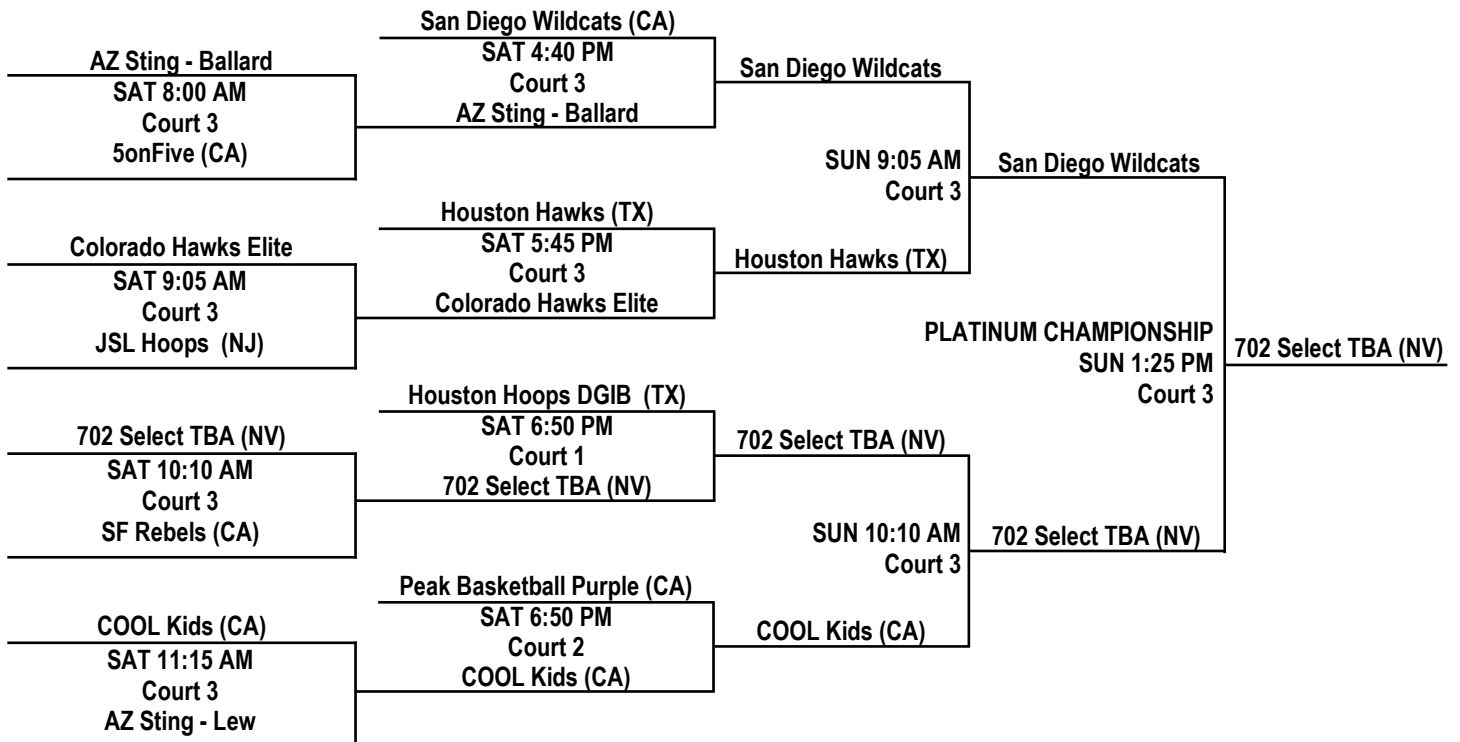 San Diego Wildcats (CA)
AZ Sting - Ballard
SAT 4:40 PM
San Diego Wildcats
SAT 8:00 AM
Court 3
Court 3
AZ Sting - Ballard
5onFive (CA)
SUN 9:05 AM
San Diego Wildcats
Court 3
Houston Hawks (TX)
Colorado Hawks Elite
SAT 5:45 PM
Houston Hawks (TX)
SAT 9:05 AM
Court 3
Court 3
Colorado Hawks Elite
JSL Hoops  (NJ)
PLATINUM CHAMPIONSHIP
702 Select TBA (NV)
SUN 1:25 PM
Court 3
Houston Hoops DGIB  (TX)
702 Select TBA (NV)
SAT 6:50 PM
702 Select TBA (NV)
SAT 10:10 AM
Court 1
Court 3
702 Select TBA (NV)
SF Rebels (CA)
SUN 10:10 AM
702 Select TBA (NV)
Court 3
Peak Basketball Purple (CA)
COOL Kids (CA)
SAT 6:50 PM
COOL Kids (CA)
SAT 11:15 AM
Court 2
Court 3
COOL Kids (CA)
AZ Sting - Lew